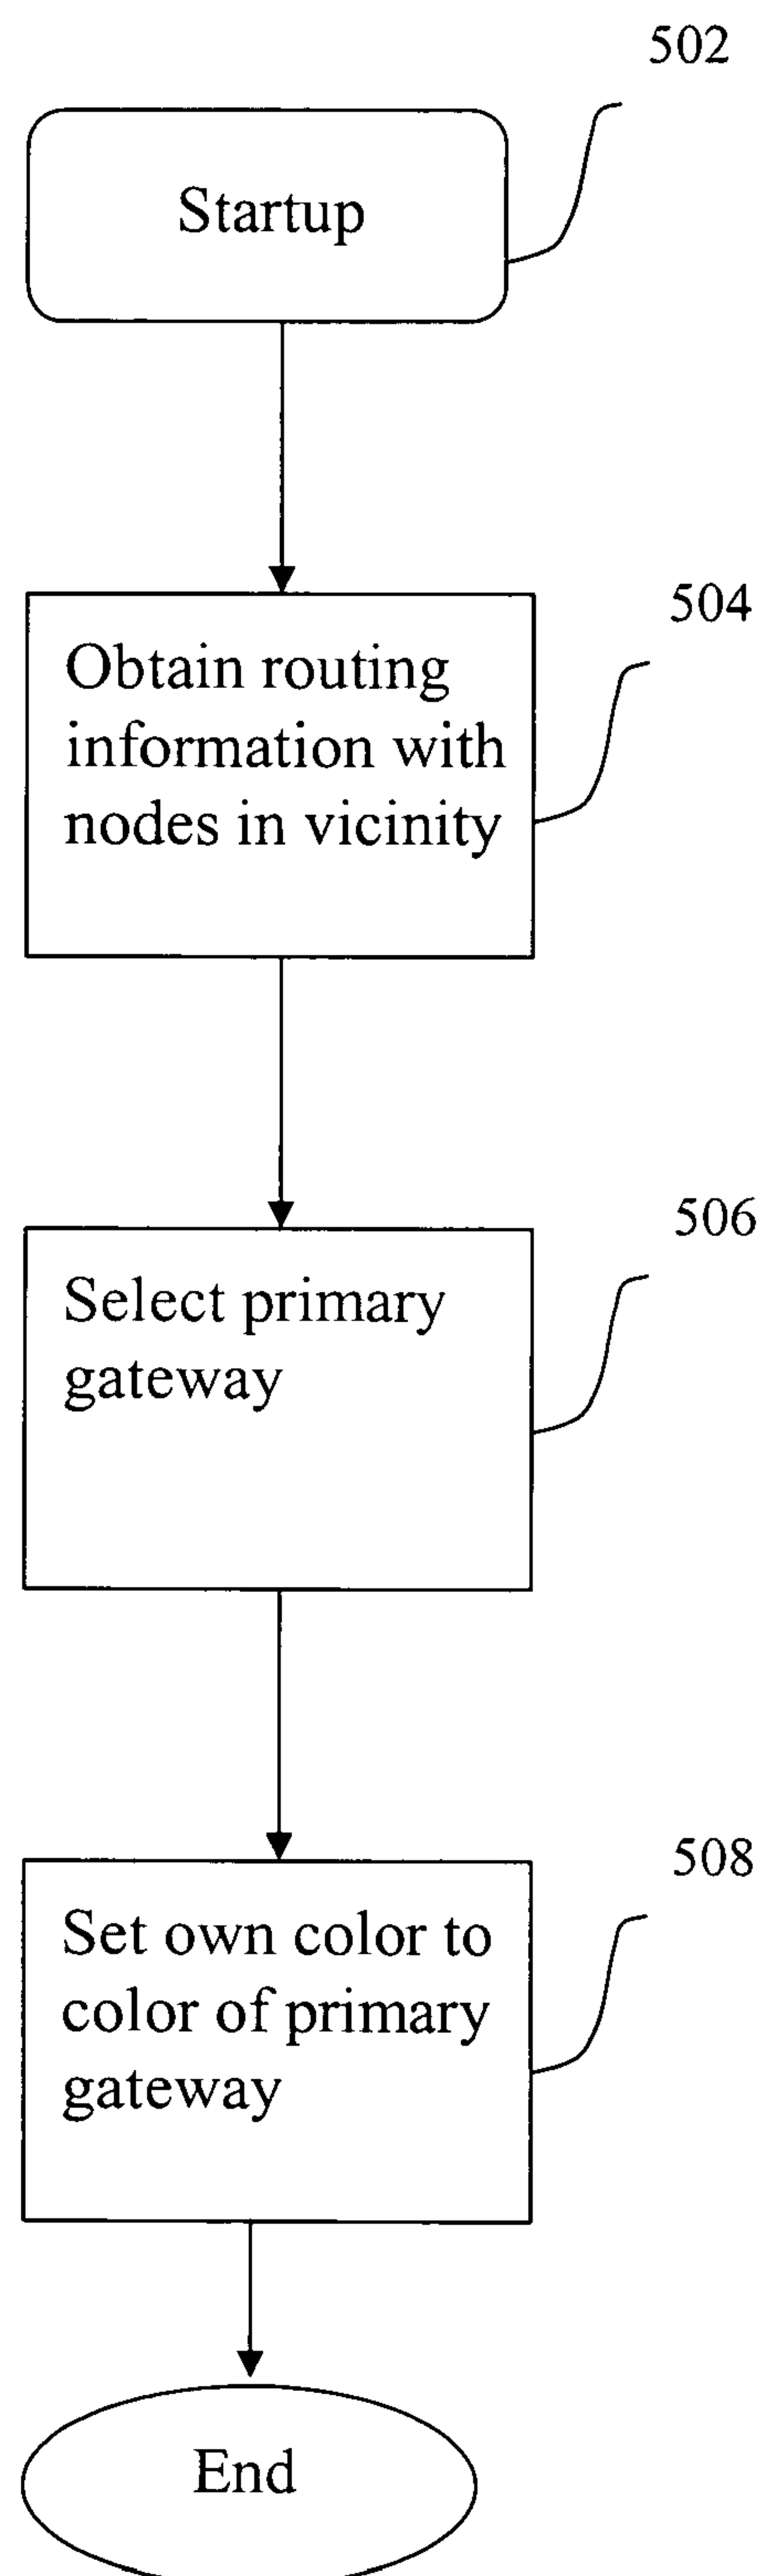 502
Startup
504
Obtain routing
information with
nodes in vicinity
506
Select primary
gateway
508
Set own color to
color of primary
gateway
End